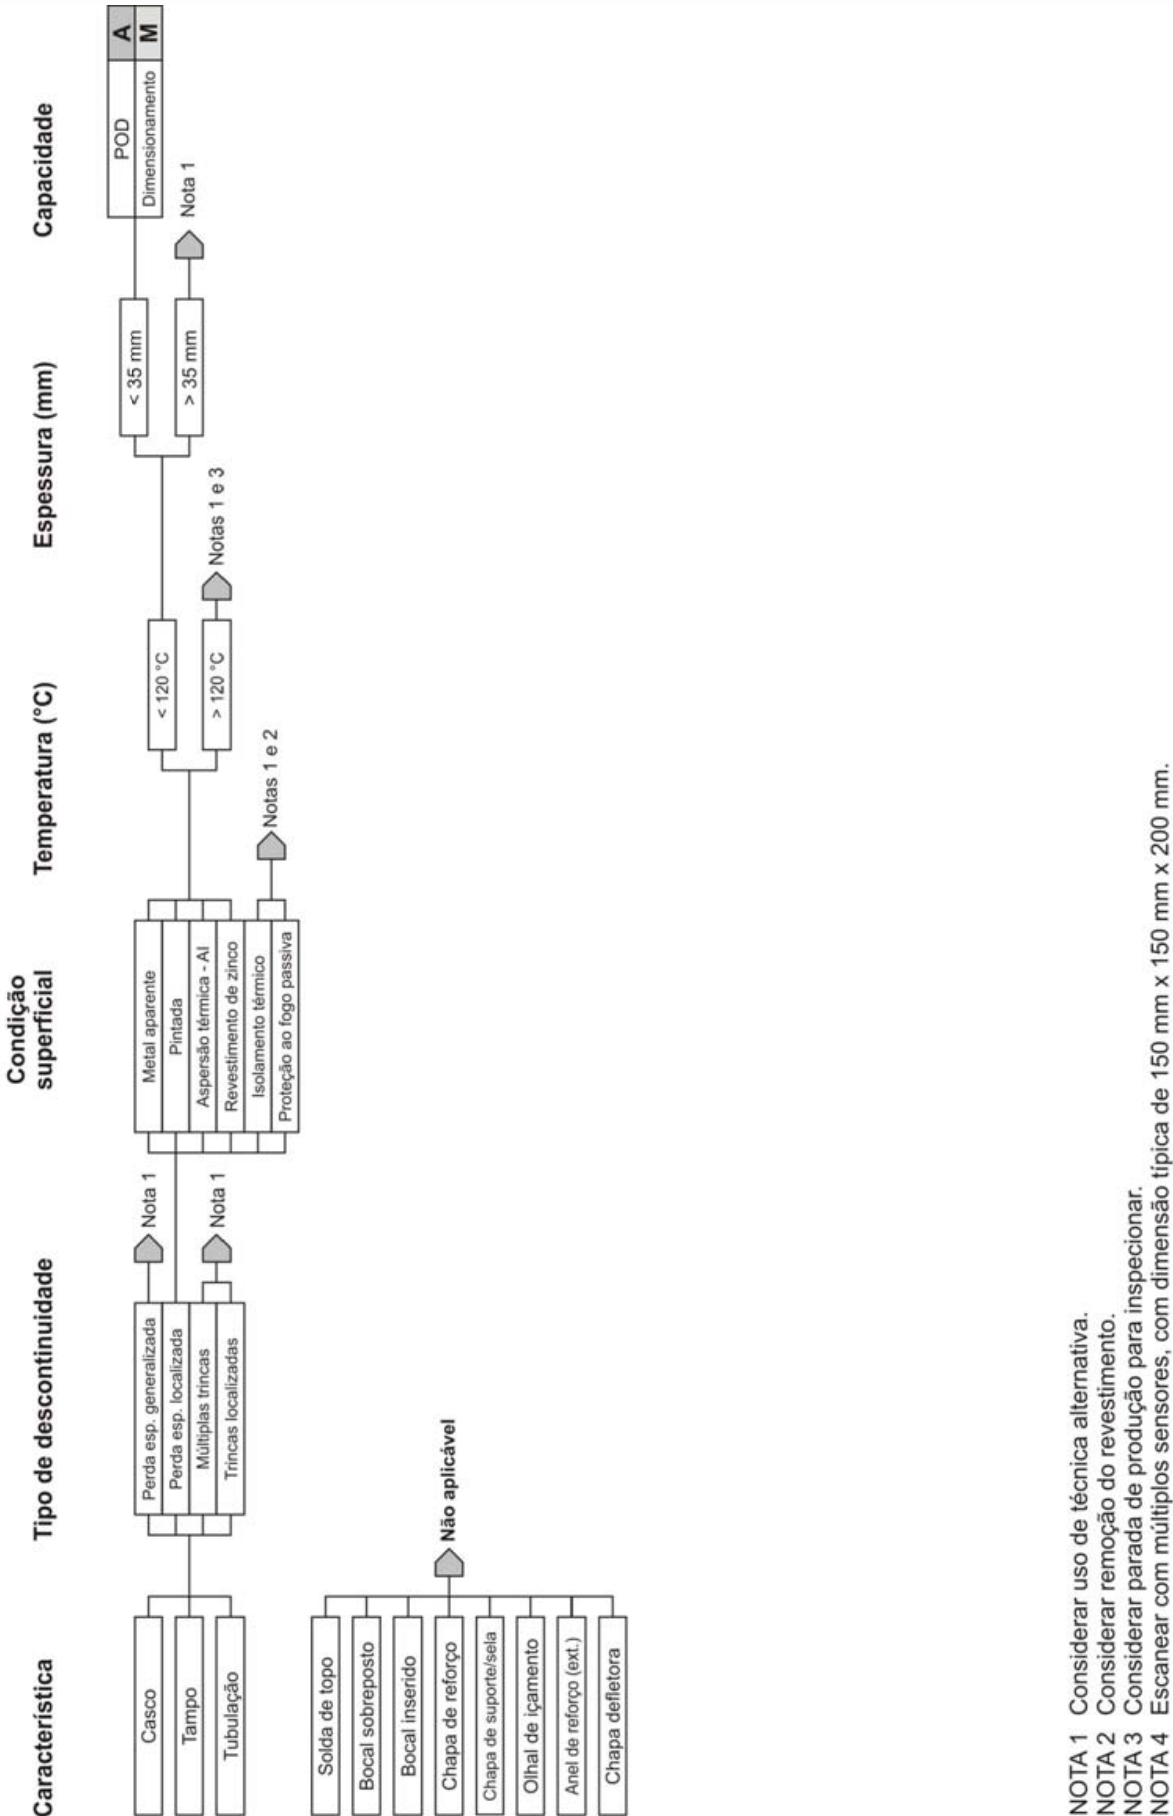 Característica
Tipo de descontinuidade
Condição
superficial
Temperatura (°C)
Espessura (mm)
Capacidade
Casco
Tampo
Tubulação
Perda esp. generalizada
Nota 1
Perda esp. localizada
Múltiplas trincas
Trincas localizadas
Nota 1
Metal aparente
Pintada
Aspersão térmica - Al
Revestimento de zinco
Isolamento térmico
Proteção ao fogo passiva
Notas 1 e 2
< 120 °C
> 120 °C
Notas 1 e 3
< 35 mm
> 35 mm
Nota 1
POD A
Dimensionamento M
Solda de topo
Bocal sobreposto
Bocal inserido
Chapa de reforço
Chapa de suporte/sela
Olhal de içamento
Anel de reforço (ext.)
Chapa defletora
Não aplicável
NOTA 1 Considerar uso de técnica alternativa.
NOTA 2 Considerar remoção do revestimento.
NOTA 3 Considerar parada de produção para inspecionar.
NOTA 4 Escanear com múltiplos sensores, com dimensão típica de 150 mm x 150 mm x 200 mm.